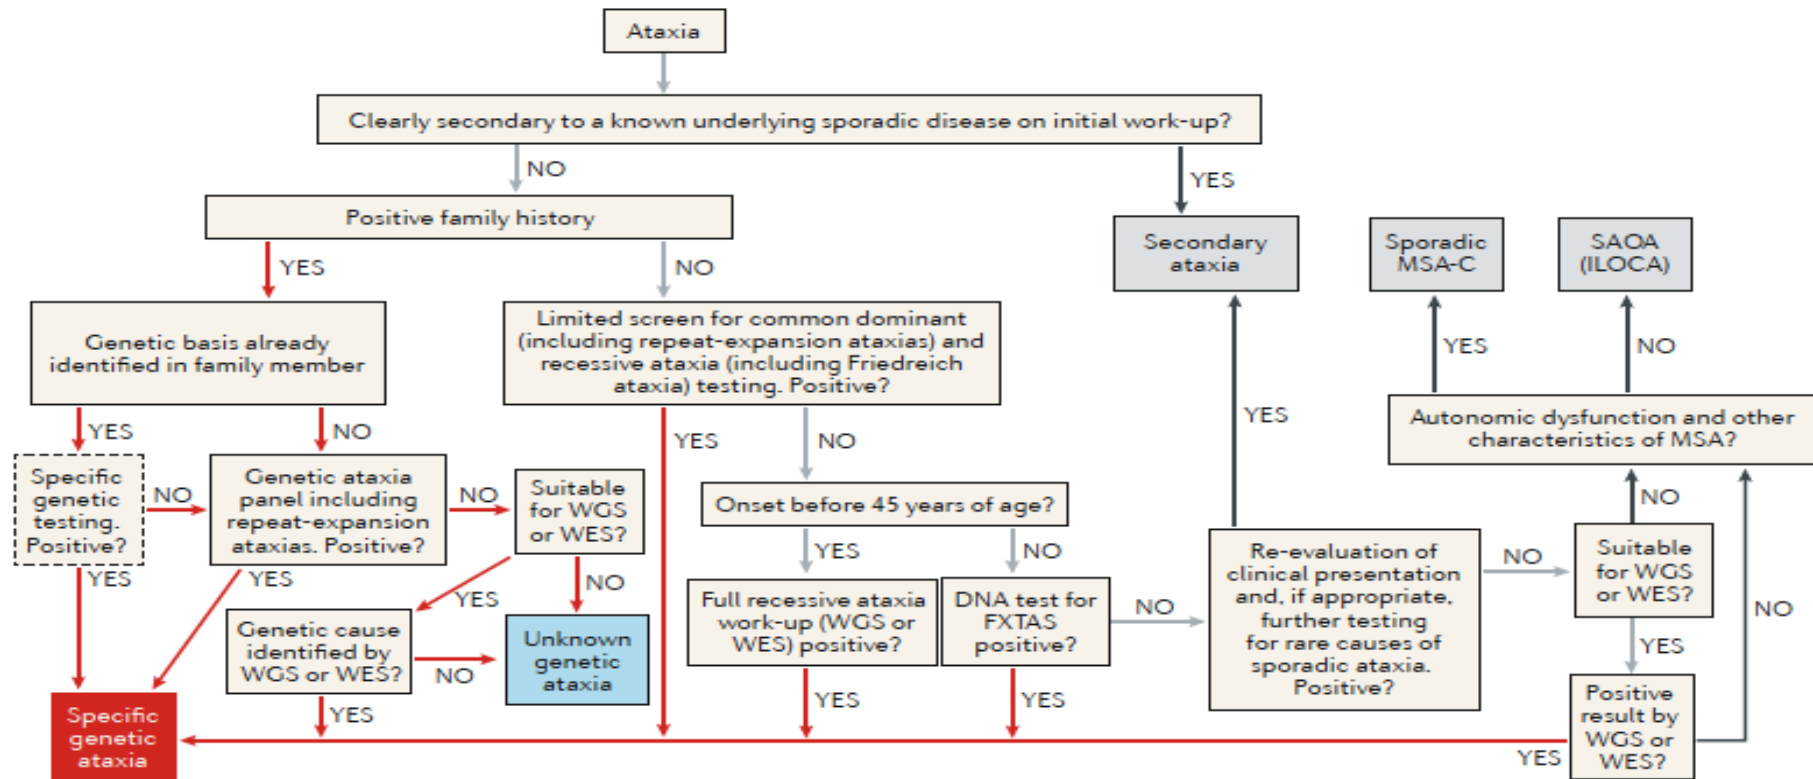 Ataxia
Clearly secondary to a known underlying sporadic disease on initial work-up?
NO
YES
Positive family history
Secondary
ataxia
Sporadic
MSA-C
SAOA
(ILOCA)
YES
NO
Genetic basis already
identified in family member
Limited screen for common dominant
(including repeat-expansion ataxias) and
recessive ataxia (including Friedreich
ataxia) testing. Positive?
YES
YES
NO
Autonomic dysfunction and other
characteristics of MSA?
YES
NO
YES
NO
Specific
genetic
testing.
Positive?
NO
Genetic ataxia
panel including
repeat-expansion
ataxias. Positive?
NO
Suitable
for WGS
or WES?
Onset before 45 years of age?
NO
NO
YES
YES
YES
NO
YES
NO
Genetic cause
identified by
WGS or WES?
NO
Unknown
genetic
ataxia
Full recessive ataxia
work-up (WGS or
WES) positive?
DNA test for
FXTAS
positive?
NO
Re-evaluation of
clinical presentation
and, if appropriate,
further testing
for rare causes of
sporadic ataxia.
Positive?
NO
Suitable
for WGS
or WES?
YES
YES
YES
YES
Specific
genetic
ataxia
Positive
result by
WGS or
WES?
YES